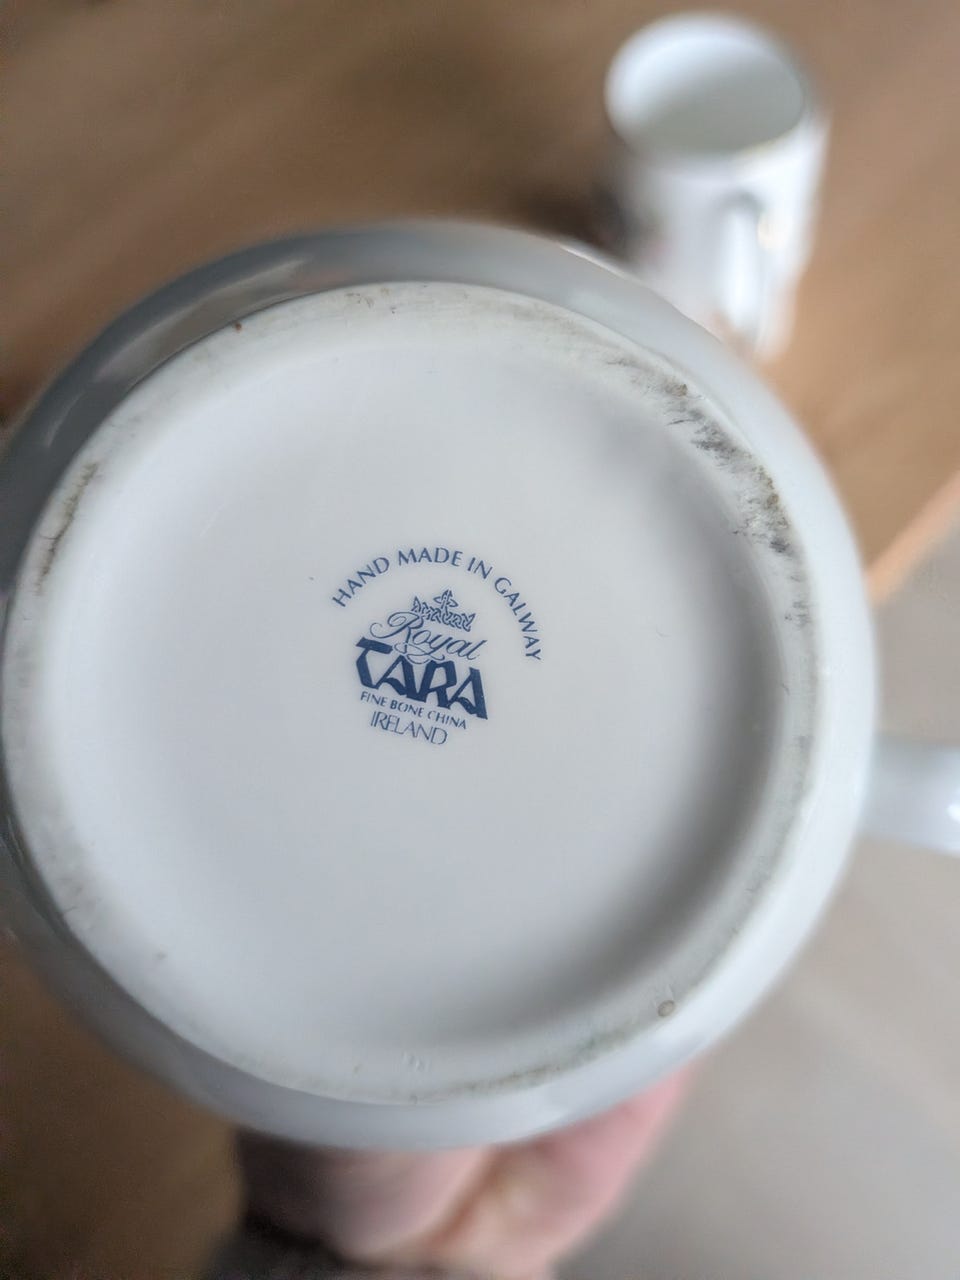 HAND MADE IN GALWAY
Royal
TARA
FINE BONE CHINA
IRELAND